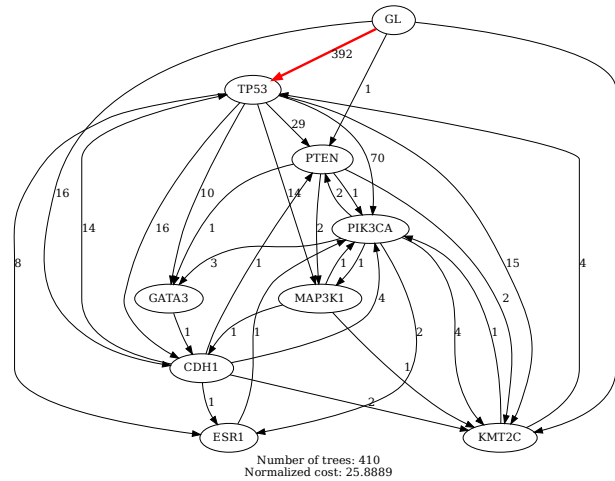 GL
392
TP53
1
29
PTEN
70
16
14
16
10
1
14
2
1
2
PIK3CA
8
3
1
1
15
2
4
GATA3
MAP3K1
1
1
4
1
1
2
4
1
1
CDH1
1
2
ESR1
KMT2C
Number of trees: 410
Normalized cost: 25.8889